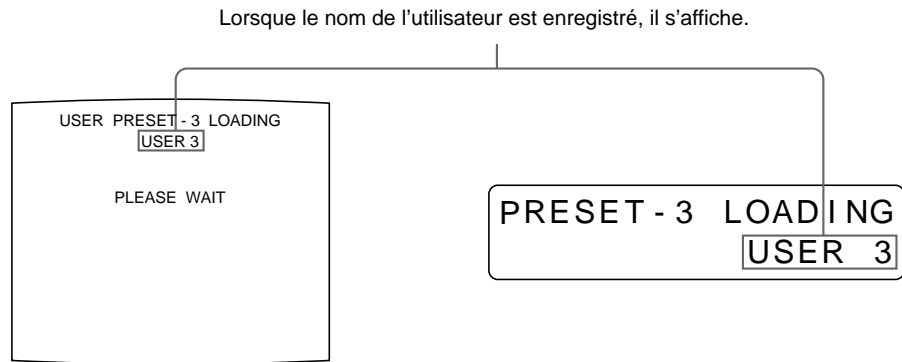 Lorsque le nom de l’utilisateur est enregistré, il s’affiche.
USER PRESET - 3 LOADING
USER 3
PLEASE WAIT
PRESET - 3 LOADING
USER 3